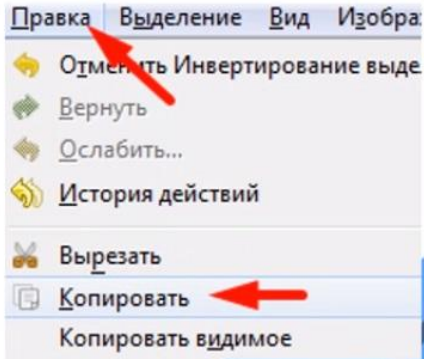 Правка Выделение Вид Изобра
Отменить Инвертирование выде
Вернуть
Ослабить...
История действий
Вырезать
Копировать
Копировать видимое